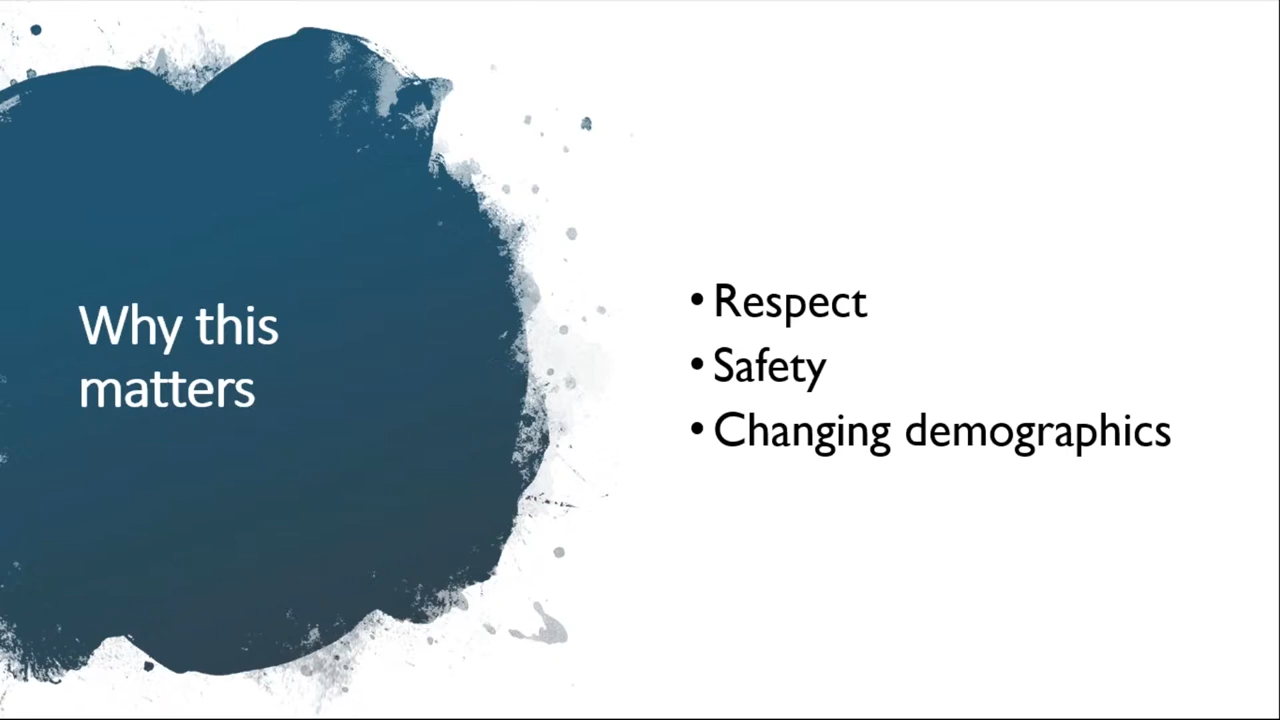 Why this
matters
• Respect
• Safety
• Changing demographics